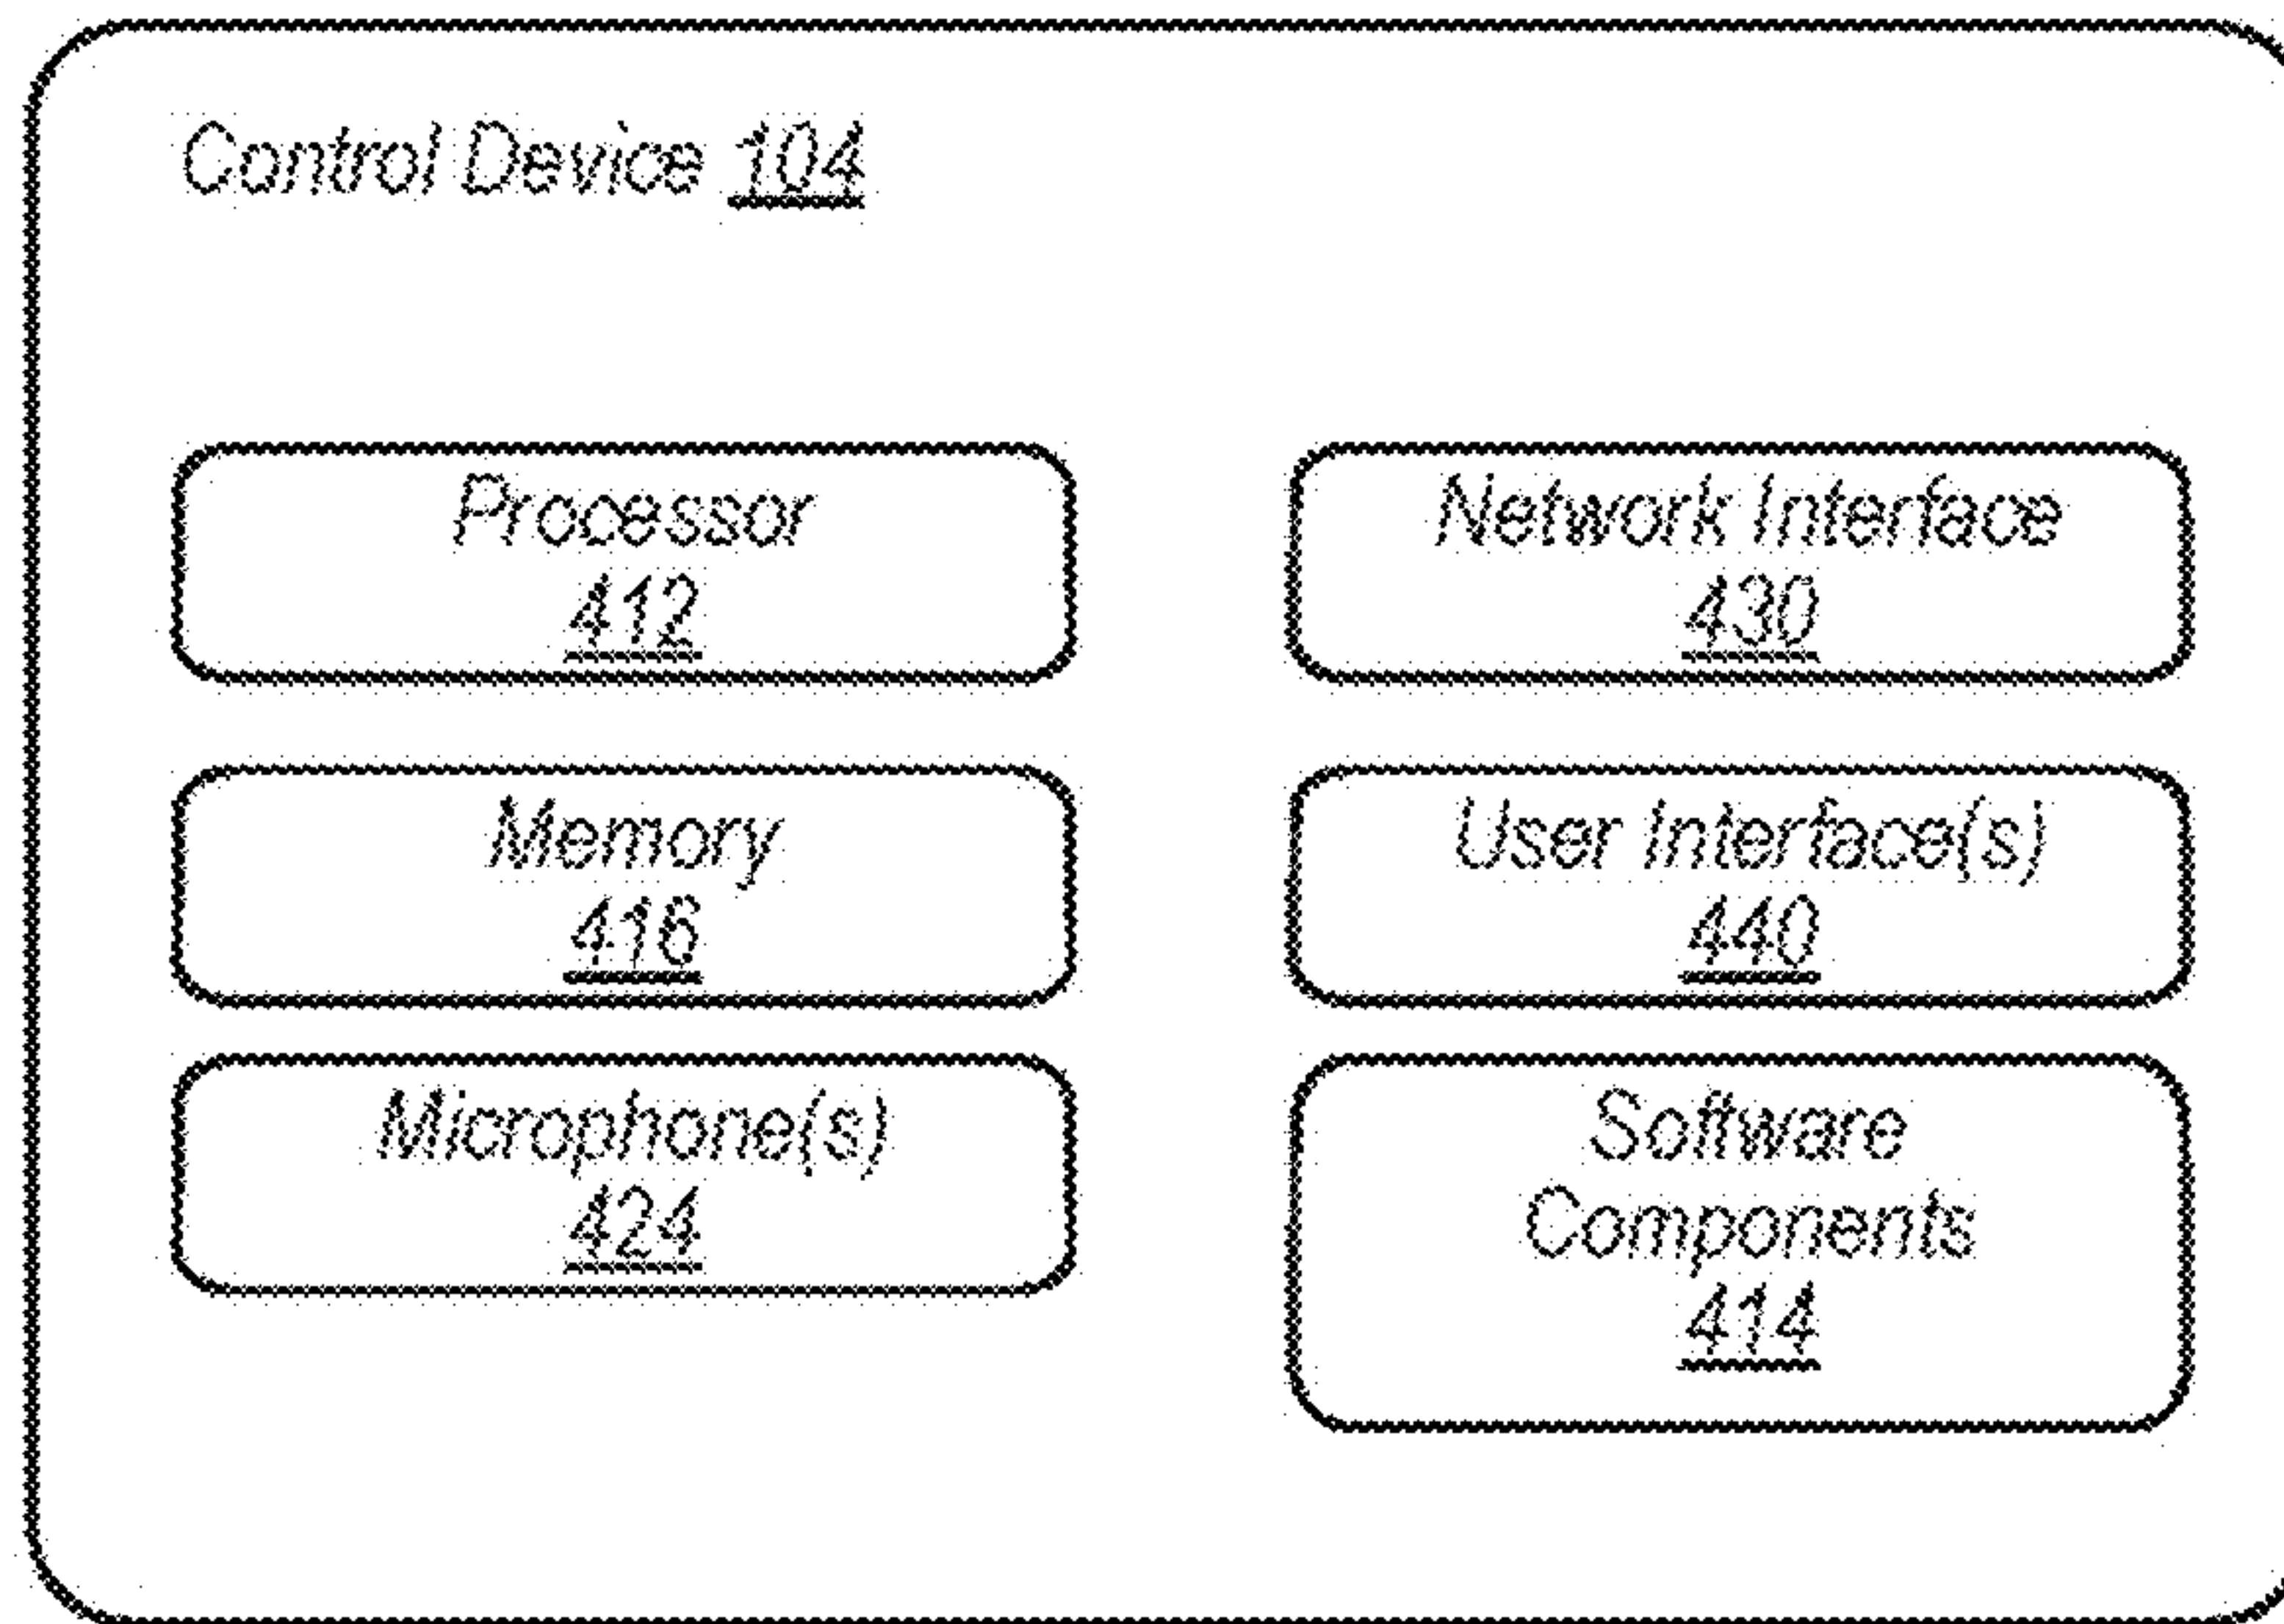 Control Device 104
Processor
412
Network Interface
430
Memory
416
User Interface(s)
440
Microphone(s)
424
Software
Components
414